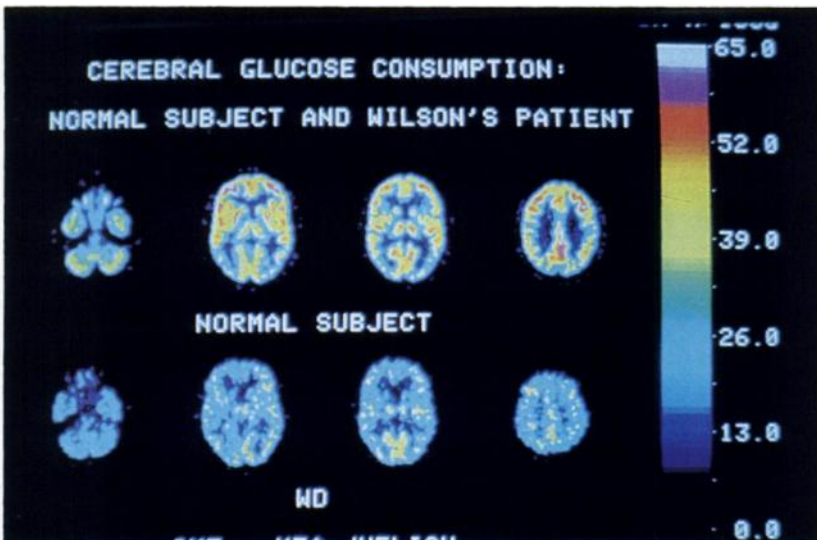 CEREBRAL GLUCOSE CONSUMPTION:
NORMAL SUBJECT AND WILSON'S PATIENT
65.0
52.0
39.0
26.0
13.0
0.0
NORMAL SUBJECT
WD